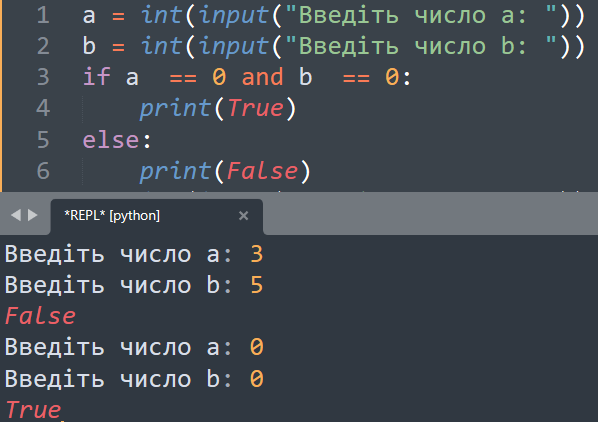 1 a = int(input("Введіть число a: "))
2 b = int(input("Введіть число b: "))
3 if a  == 0 and b  == 0:
4     print(True)
5 else:
6     print(False)
*REPL* [python] ×
Введіть число a: 3
Введіть число b: 5
False
Введіть число a: 0
Введіть число b: 0
True